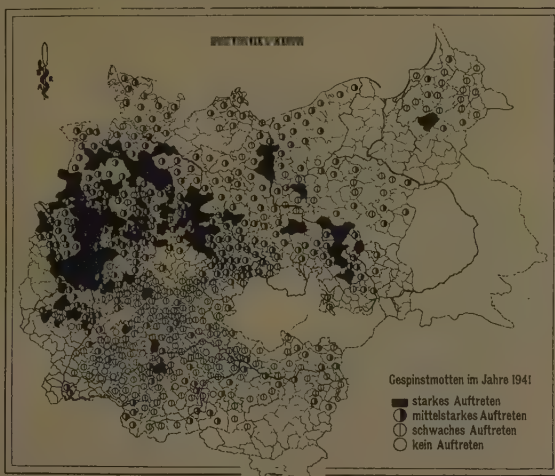 Gespinstmotten im Jahre 1941
starkes Auftreten
mittelstarkes Auftreten
schwaches Auftreten
kein Auftreten